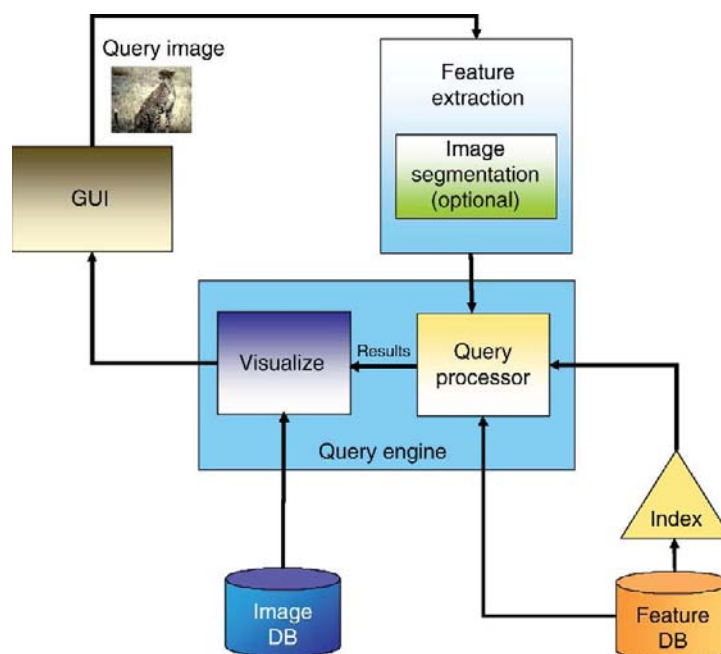 Query image
Feature
extraction
Image
segmentation
(optional)
GUI
Visualize
Results
Query
processor
Query engine
Index
Image
DB
Feature
DB